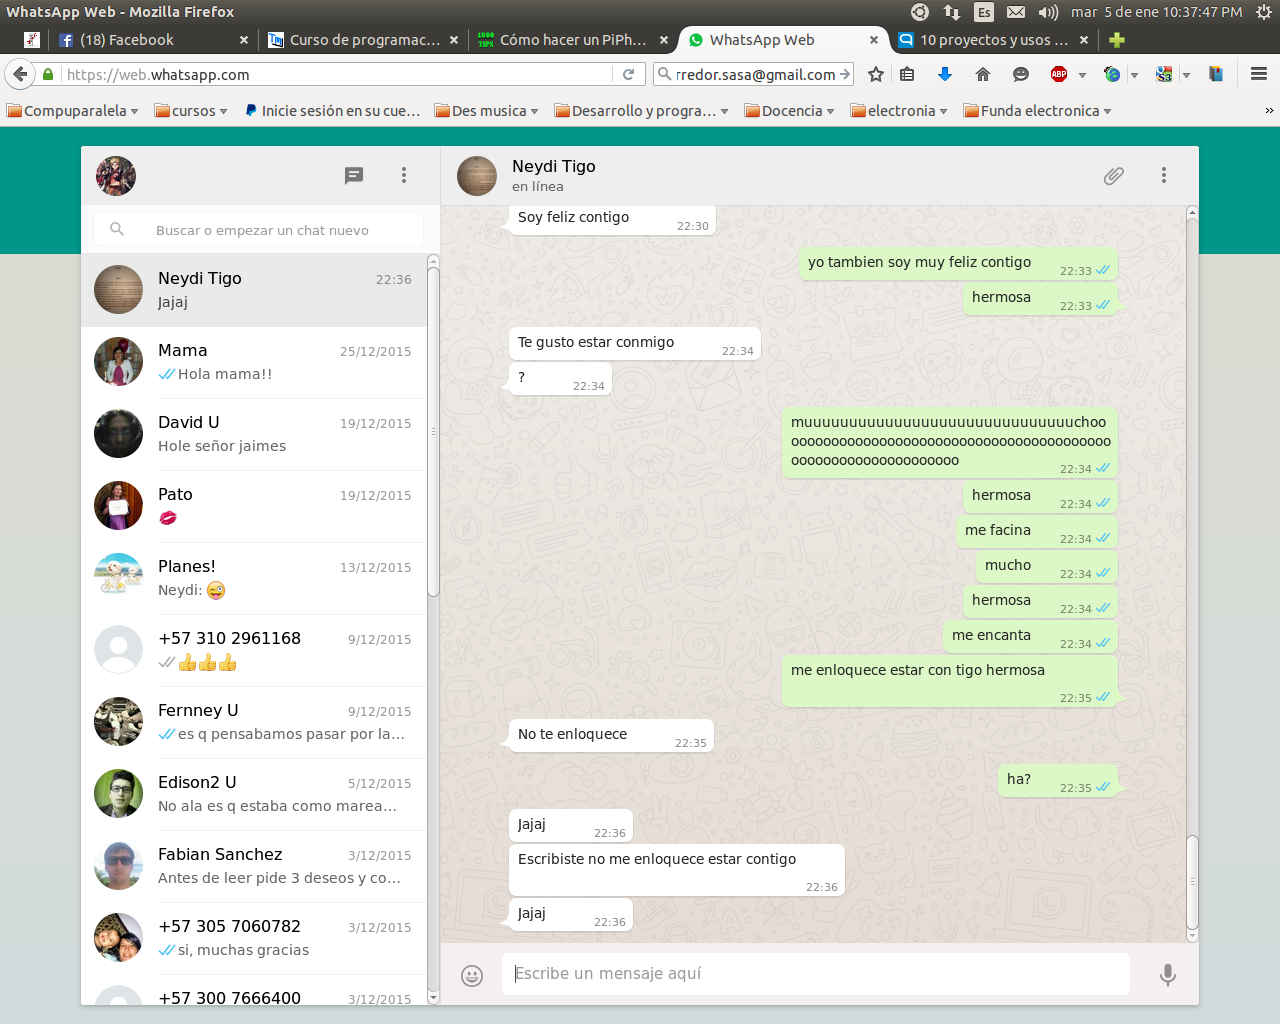 WhatsApp Web - Mozilla Firefox
Es
mar 5 de ene 10:37:47 PM
(18) Facebook
Curso de programac...
Cómo hacer un PiPh...
WhatsApp Web
10 proyectos y usos ...
https://web.whatsapp.com
rredor.sasa@gmail.com
ABP
Compuparalela
cursos
Inicie sesión en su cue...
Des musica
Desarrollo y progra...
Docencia
electronia
Funda electronica
Buscar o empezar un chat nuevo
Neydi Tigo
22:36
Jajaj
Mama
25/12/2015
Hola mama!!
David U
19/12/2015
Hole señor jaimes
Pato
19/12/2015
Planes!
13/12/2015
Neydi:
+57 310 2961168
9/12/2015
Fernney U
9/12/2015
es q pensabamos pasar por la...
Edison2 U
5/12/2015
No ala es q estaba como marea...
Fabian Sanchez
3/12/2015
Antes de leer pide 3 deseos y co...
+57 305 7060782
3/12/2015
si, muchas gracias
+57 300 7666400
3/12/2015
Neydi Tigo
en línea
Soy feliz contigo
22:30
yo tambien soy muy feliz contigo
22:33
hermosa
22:33
Te gusto estar conmigo
22:34
?
22:34
muuuuuuuuuuuuuuuuuuuuuuuuuuuuuuchoo
oooooooooooooooooooooooooooooooooooooooo
ooooooooooooooooooooo
22:34
hermosa
22:34
me facina
22:34
mucho
22:34
hermosa
22:34
me encanta
22:34
me enloquece estar con tigo hermosa
22:35
No te enloquece
22:35
ha?
22:35
Jajaj
22:36
Escribiste no me enloquece estar contigo
22:36
Jajaj
22:36
Escribe un mensaje aquí